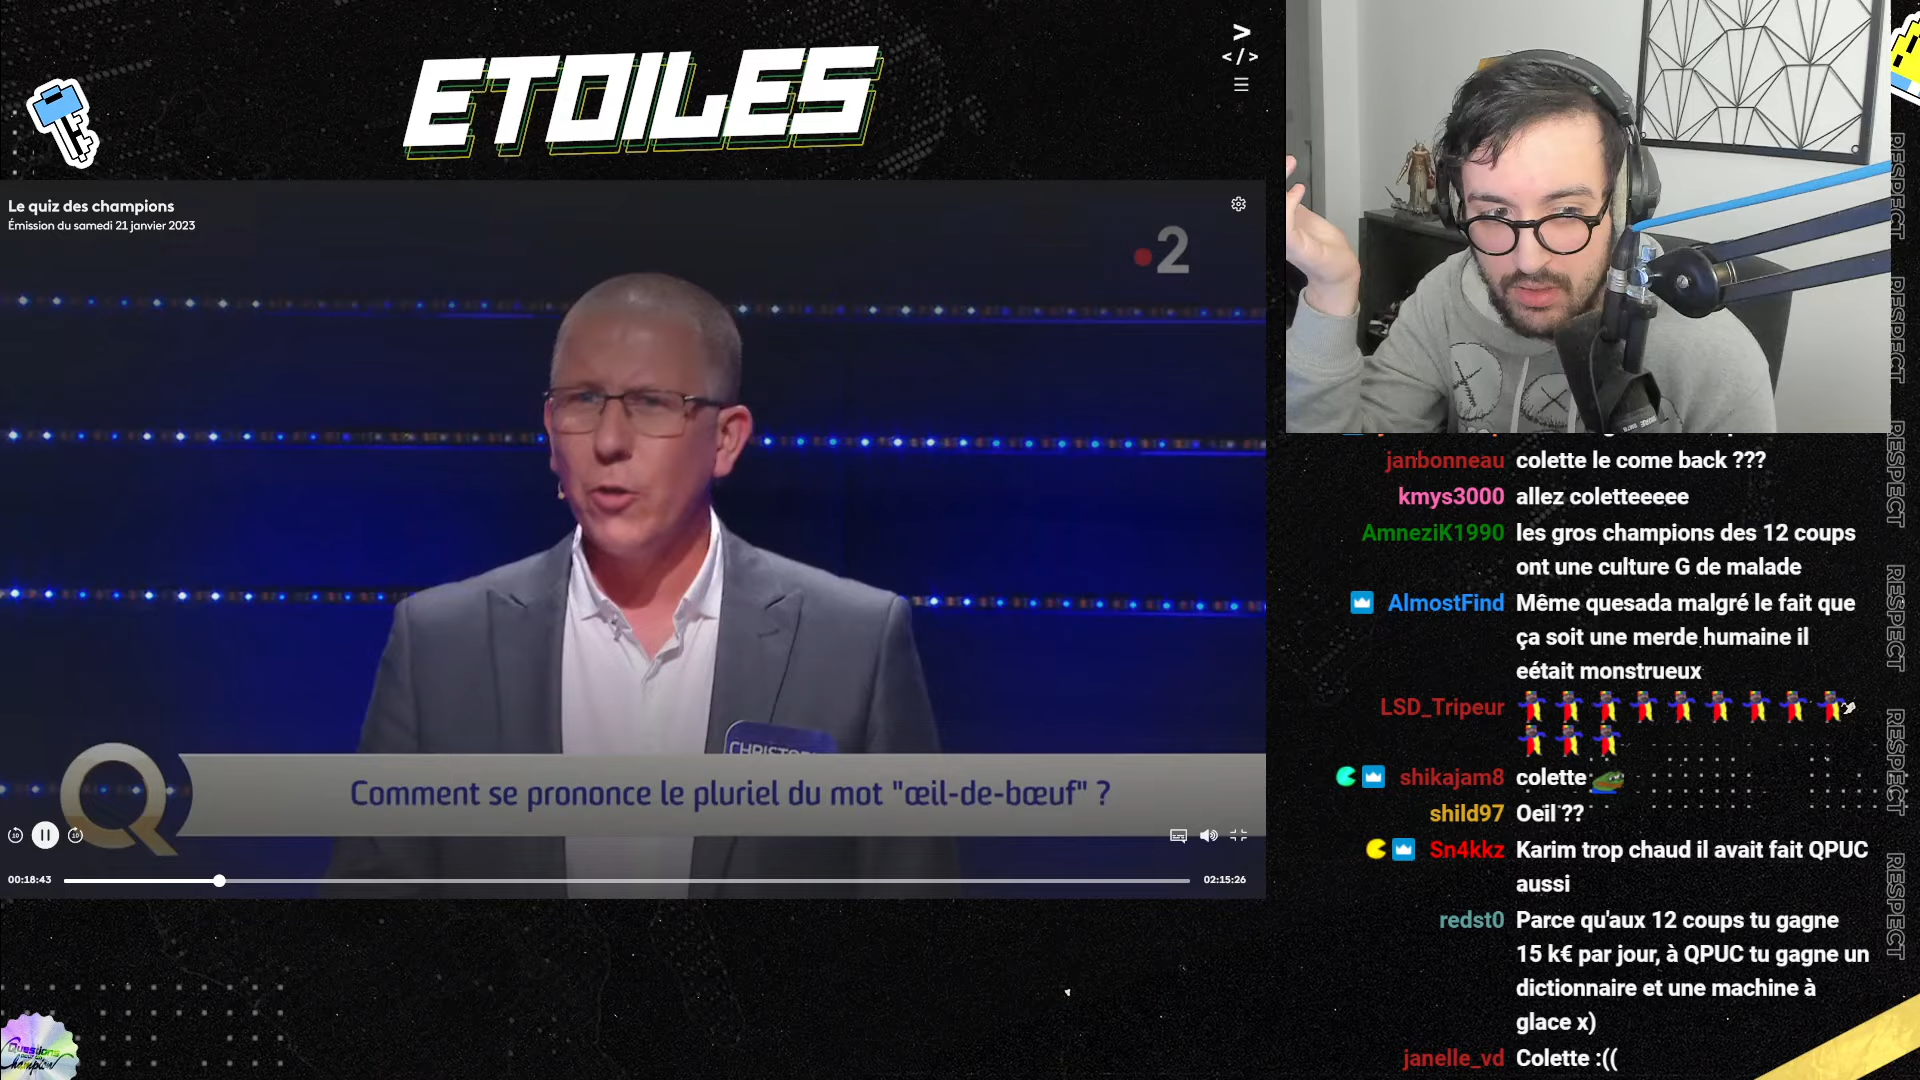 ETOILES
>
</>
Le quiz des champions
Émission du samedi 21 janvier 2023
2
Comment se prononce le pluriel du mot "œil-de-bœuf" ?
10
10
00:18:43
02:15:26
janbonneau colette le come back ???
kmys3000 allez coletteeeee
AmneziK1990 les gros champions des 12 coups
ont une culture G de malade
AlmostFind Même quesada malgré le fait que
ça soit une merde humaine il
eétait monstrueux
LSD_Tripeur
shikajam8 colette
shild97 Oeil ??
Sn4kkz Karim trop chaud il avait fait QPUC
aussi
redst0 Parce qu'aux 12 coups tu gagne
15 k€ par jour, à QPUC tu gagne un
dictionnaire et une machine à
glace x)
janelle_vd Colette :((
RESPECT
RESPECT
RESPECT
RESPECT
RESPECT
RESPECT
Questions
Champion